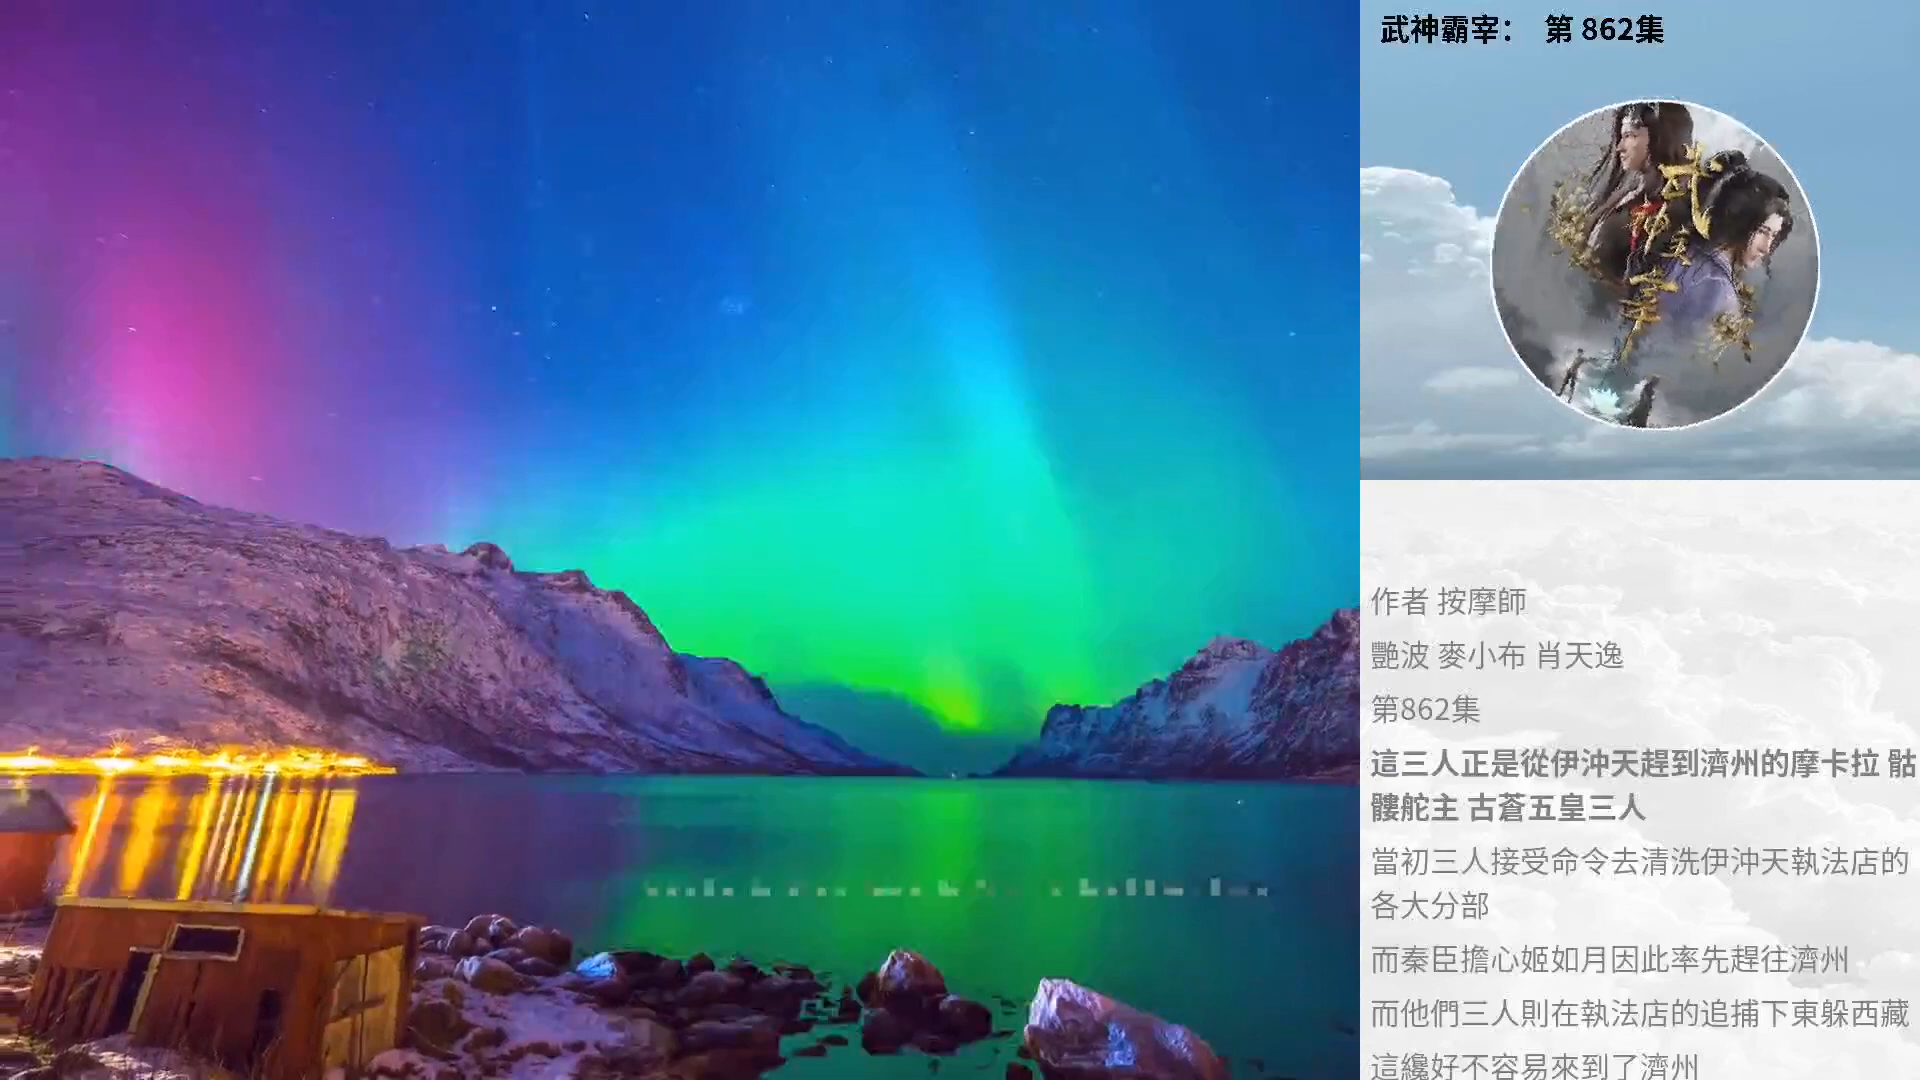 武神霸宰： 第 862集
武神主宰
作者 按摩師
艷波 麥小布 肖天逸
第862集
這三人正是從伊沖天趕到濟州的摩卡拉 骷
髏舵主 古蒼五皇三人
當初三人接受命令去清洗伊沖天執法店的
各大分部
而秦臣擔心姬如月因此率先趕往濟州
而他們三人則在執法店的追捕下東躲西藏
這纔好不容易來到了濟州